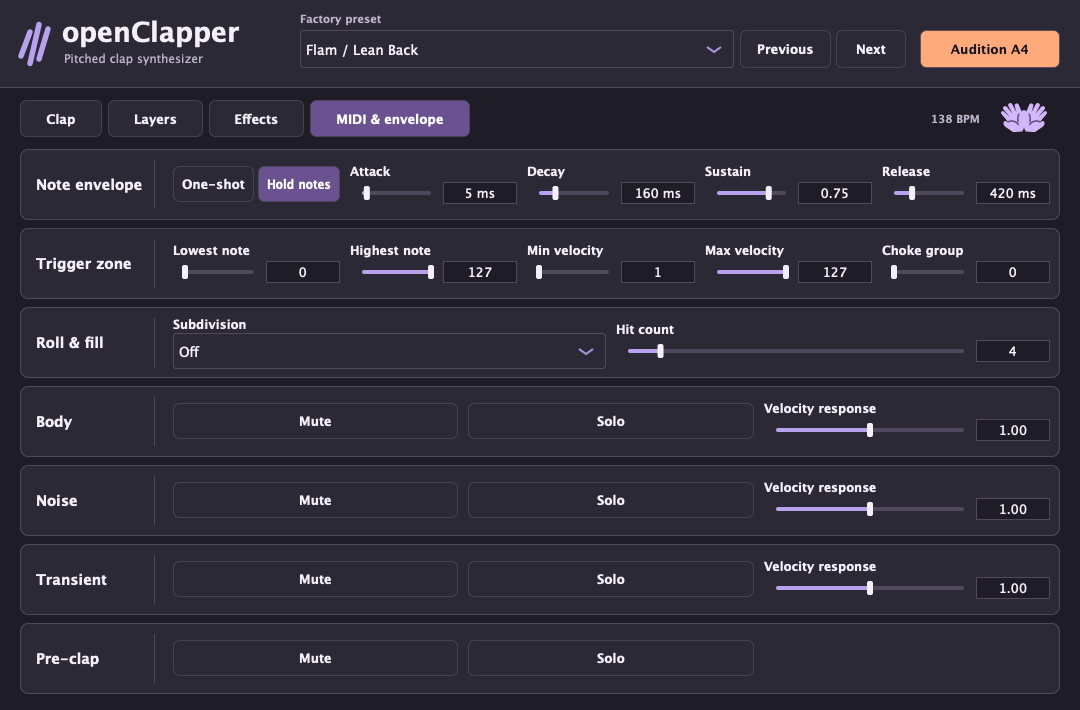 openClapper
Pitched clap synthesizer
Factory preset
Flam / Lean Back
Previous
Next
Audition A4
Clap
Layers
Effects
MIDI & envelope
138 BPM
Note envelope
One-shot
Hold notes
Attack
5 ms
Decay
160 ms
Sustain
0.75
Release
420 ms
Trigger zone
Lowest note
0
Highest note
127
Min velocity
1
Max velocity
127
Choke group
0
Roll & fill
Subdivision
Off
Hit count
4
Body
Mute
Solo
Velocity response
1.00
Noise
Mute
Solo
Velocity response
1.00
Transient
Mute
Solo
Velocity response
1.00
Pre-clap
Mute
Solo